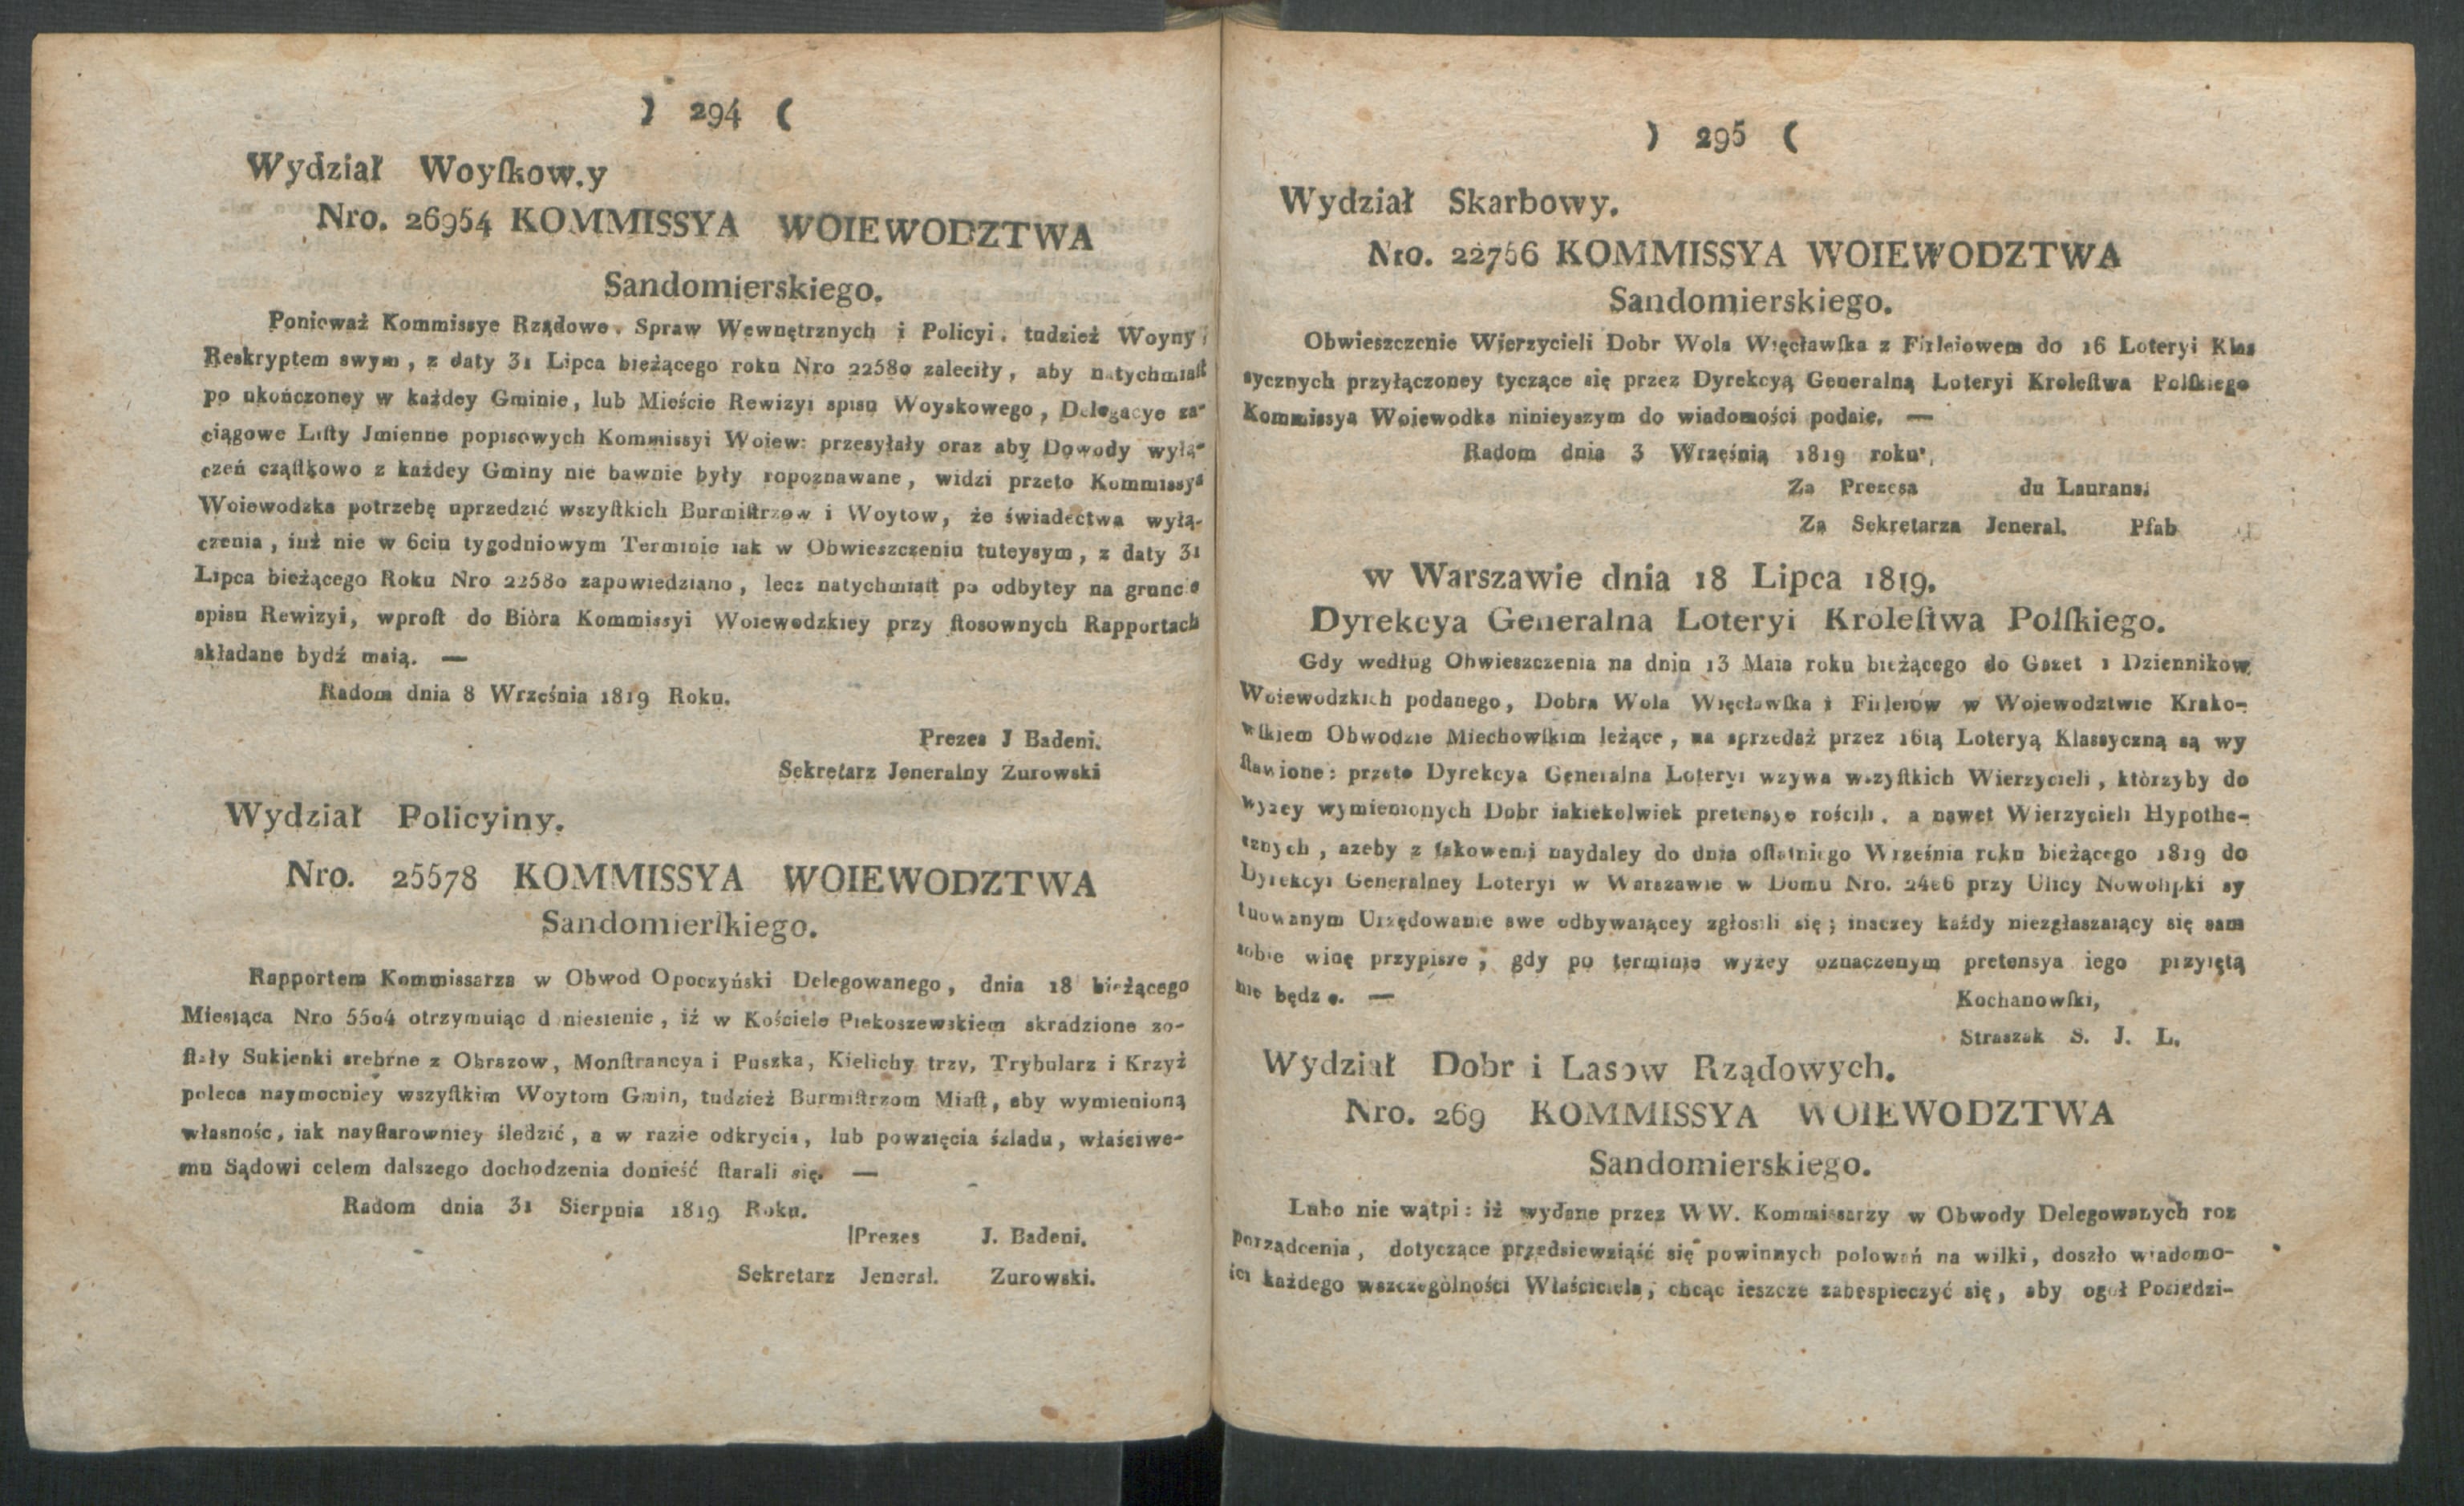 ) 294 (
Wydział Woyſkow.y
Nro. 26954 KOMMISSYA WOIEWODZTWA
Sandomierskiego.
Ponieważ Kommissye Rządowe. Spraw Wewnętrznych i Policyi. tudzież Woyny
Reskryptem swym, z daty 31 Lipca bieżącego roku Nro 22580 zaleciły, aby natychmiaſt
po ukończoney w każdey Gminie, lub Mieście Rewizyi spisu Woyskowego, Delegacye za-
ciągowe Liſty Jmienne popisowych Kommissyi Woiew: przesyłały oraz aby Dowody wyłą-
czeń cząſtkowo z każdey Gminy nie bawnie były ropoznawane, widzi przeto Kommissya
Woiewodzka potrzebę uprzedzić wszyſtkich Burmiſtrzow i Woytow, że świadectwa wyłą-
czenia, iuż nie w 6ciu tygodniowym Terminie iak w Obwieszczeniu tuteysym, z daty 31
Lipca bieżącego Roku Nro 22580 zapowiedziano, lecz natychmiaſt po odbytey na grunc e
spisu Rewizyi, wproſt do Bióra Kommissyi Woiewodzkiey przy ſtosownych Rapportach
składane bydź maią. —
Radom dnia 8 Września 1819 Roku.
Prezes J Badeni.
Sekretarz Jeneralny Żurowski
Wydział Policyiny.
Nro. 25578 KOMMISSYA WOIEWODZTWA
Sandomierſkiego.
Rapportem Kommissarza w Obwod Opoczyński Delegowanego, dnia 18 bieżącego
Miesiąca Nro 5504 otrzymuiąc d niesienie, iż w Kościele Piekoszewskiem skradzione zo-
ſtały Sukienki srebrne z Obrazow, Monſtrancya i Puszka, Kielichy trzy, Trybularz i Krzyż
poleca naymocniey wszyſtkim Woytom Gmin, tudzież Burmiſtrzom Miaſt, aby wymienioną
własnośc, iak nayſtarowniey śledzić, a w razie odkrycia, lub powzięcia śladu, właściwe-
mu Sądowi celem dalszego dochodzenia donieść ſtarali się. —
Radom dnia 31 Sierpnia 1819 Roku.
Prezes J. Badeni.
Sekretarz Jeneral. Zurowski.
) 295 (
Wydział Skarbowy.
Nro. 22766 KOMMISSYA WOIEWODZTWA
Sandomierskiego.
Obwieszczenie Wierzycieli Dobr Wola Więcławſka z Firleiowem do 16 Loteryi Klas
sycznych przyłączoney tyczące się przez Dyrekcyą Generalną Loteryi Kroleſtwa Polſkiego
Kommissya Woiewodka ninieyszym do wiadomości podaie. —
Radom dnia 3 Września 1819 roku,
Za Prezesa du Laurans.
Za Sekretarza Jeneral. Pfab
w Warszawie dnia 18 Lipca 1819.
Dyrekcya Generalna Loteryi Króleſtwa Polſkiego.
Gdy według Obwieszczenia na dniu 13 Maia roku bieżącego do Gazet i Dzienników
Woiewodzkich podanego, Dobra Wola Więcławſka i Firleiow w Woiewodztwie Krako-
wſkiem Obwodzie Miechowſkim leżące, na sprzedaż przez 16tą Loteryą Klassyczną są wy
ſtawione: przeto Dyrekcya Generalna Loteryi wzywa wszyſtkich Wierzycieli, którzyby do
wyżey wymienionych Dobr iakiekolwiek pretensye rościli, a nawet Wierzycieli Hypothe-
cznych, azeby z takowemi naydaley do dnia oſtatniego Września roku bieżącego 1819 do
Dyrekcyi Generalney Loteryi w Warszawie w Domu Nro. 2466 przy Ulicy Nowolipki sy
tuowanym Urzędowanie swe odbywaiącey zgłosili się; inaczey każdy niezgłaszaiący się sam
sobie winę przypisze; gdy po terminie wyżey oznaczenym pretensya iego przyiętą
nie będz e. —
Kochanowſki,
Straszak S. J. L.
Wydział Dobr i Lasow Rządowych.
Nro. 269 KOMMISSYA WOIEWODZTWA
Sandomierskiego.
Lubo nie wątpi: iż wydane przez WW. Kommissarzy w Obwody Delegowanych roz
porządzenia, dotyczące przedsiewziąść się powinnych polowań na wilki, doszło wiadomo-
ści każdego wszczególności Właściciela, chcąc ieszcze zabespieczyć się, aby ogoł Posiedzi-